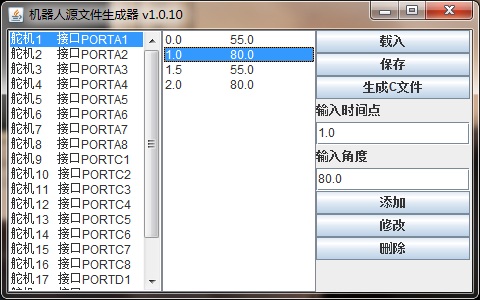 机器人源文件生成器 v1.0.10
舵机1 接口PORTA1
舵机2 接口PORTA2
舵机3 接口PORTA3
舵机4 接口PORTA4
舵机5 接口PORTA5
舵机6 接口PORTA6
舵机7 接口PORTA7
舵机8 接口PORTA8
舵机9 接口PORTC1
舵机10 接口PORTC2
舵机11 接口PORTC3
舵机12 接口PORTC4
舵机13 接口PORTC5
舵机14 接口PORTC6
舵机15 接口PORTC7
舵机16 接口PORTC8
舵机17 接口PORTD1
0.0 55.0
1.0 80.0
1.5 55.0
2.0 80.0
载入
保存
生成C文件
输入时间点
1.0
输入角度
80.0
添加
修改
删除